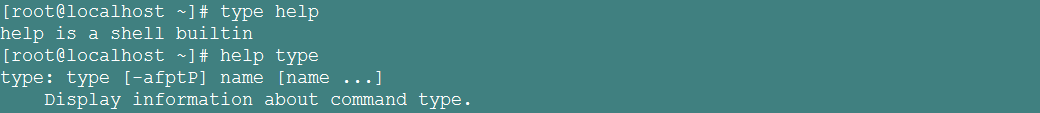 [root@localhost ~]# type help
help is a shell builtin
[root@localhost ~]# help type
type: type [-afptP] name [name ...]
    Display information about command type.